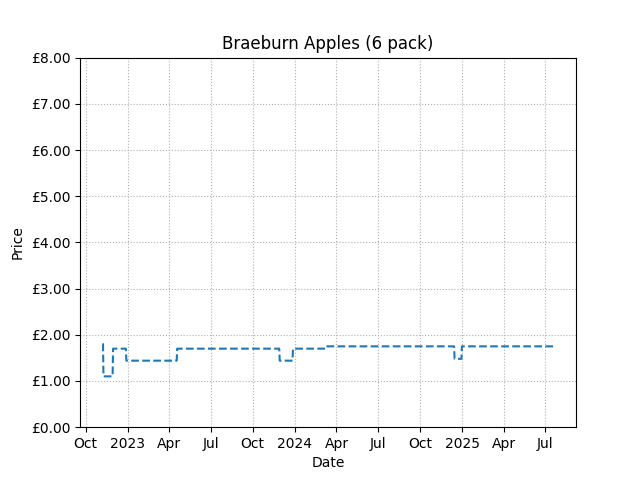 Braeburn Apples (6 pack)
£8.00
£7.00
£6.00
£5.00
£4.00
£3.00
£2.00
£1.00
£0.00
Price
Oct 2023 Apr Jul Oct 2024 Apr Jul Oct 2025 Apr Jul
Date